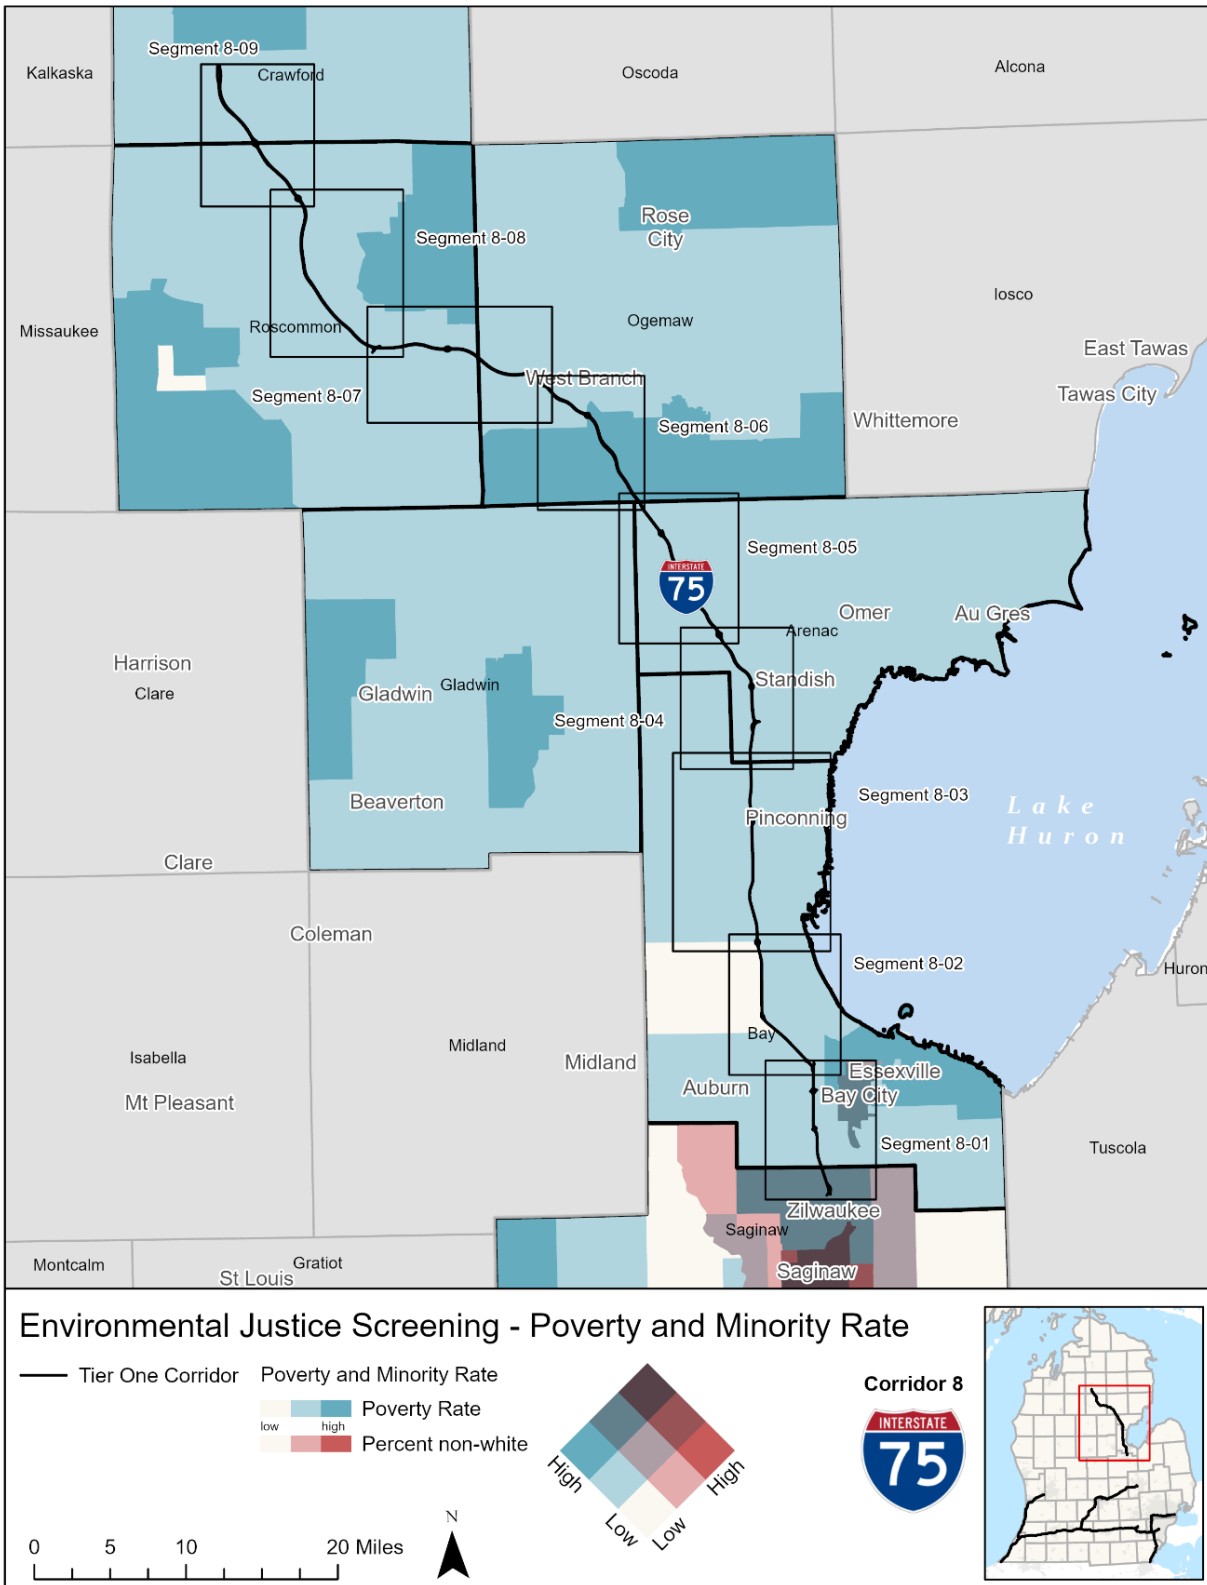 Segment 8-09
Kalkaska
Crawford
Oscoda
Alcona
Rose
City
Segment 8-08
Iosco
Missaukee
Roscommon
Ogemaw
East Tawas
West Branch
Segment 8-07
Tawas City
Whittemore
Segment 8-06
Segment 8-05
INTERSTATE
75
Omer
Au Gres
Arenac
Harrison
Clare
Gladwin
Gladwin
Standish
Segment 8-04
Beaverton
Segment 8-03
Lake
Huron
Pinconning
Clare
Coleman
Segment 8-02
Huron
Bay
Isabella
Midland
Midland
Essexville
Auburn
Bay City
Mt Pleasant
Segment 8-01
Tuscola
Zilwaukee
Saginaw
Montcalm
Gratiot
St Louis
Saginaw
Environmental Justice Screening - Poverty and Minority Rate
Tier One Corridor
Poverty and Minority Rate
Poverty Rate
low
high
Percent non-white
High
Low
Low
High
Corridor 8
INTERSTATE
75
N
0 5 10 20 Miles